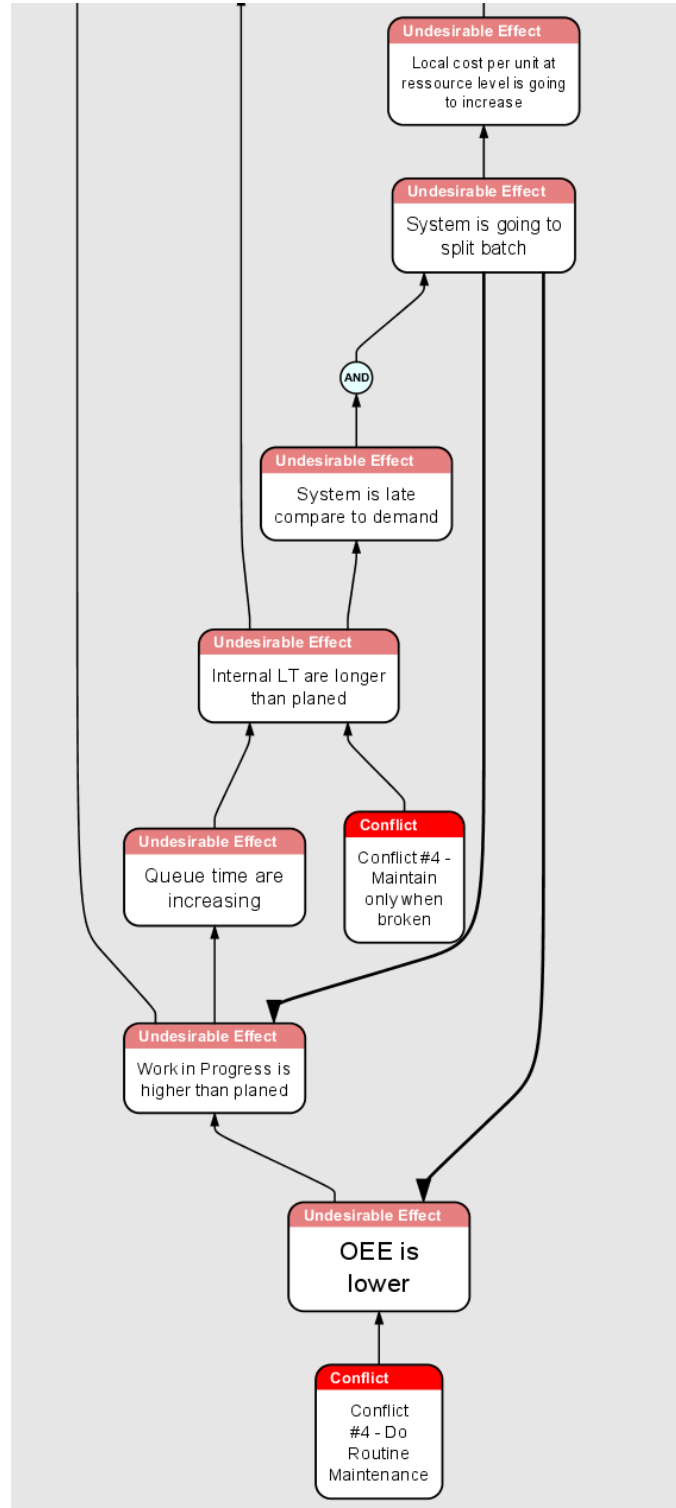 Undesirable Effect
Local cost per unit at
ressource level is going
to increase
Undesirable Effect
System is going to
split batch
AND
Undesirable Effect
System is late
compare to demand
Undesirable Effect
Internal LT are longer
than planed
Conflict
Conflict #4 -
Maintain
only when
broken
Undesirable Effect
Queue time are
increasing
Undesirable Effect
Work in Progress is
higher than planed
Undesirable Effect
OEE is
lower
Conflict
Conflict
#4 - Do
Routine
Maintenance